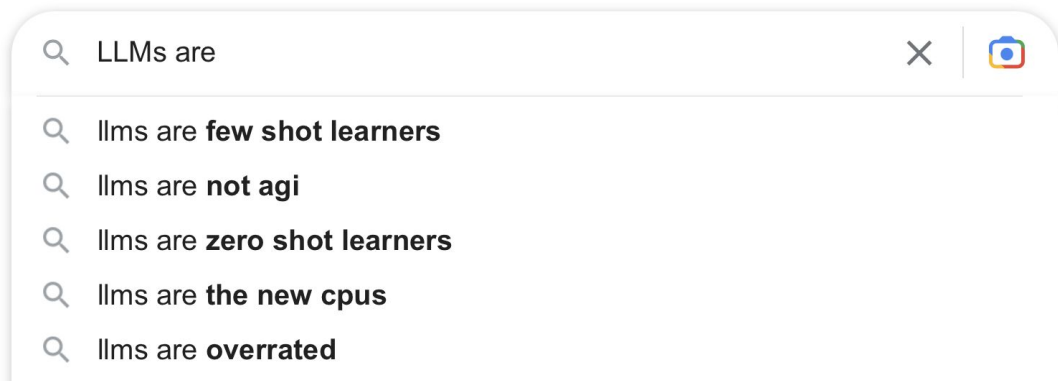 LLMs are
llms are few shot learners
llms are not agi
llms are zero shot learners
llms are the new cpus
llms are overrated